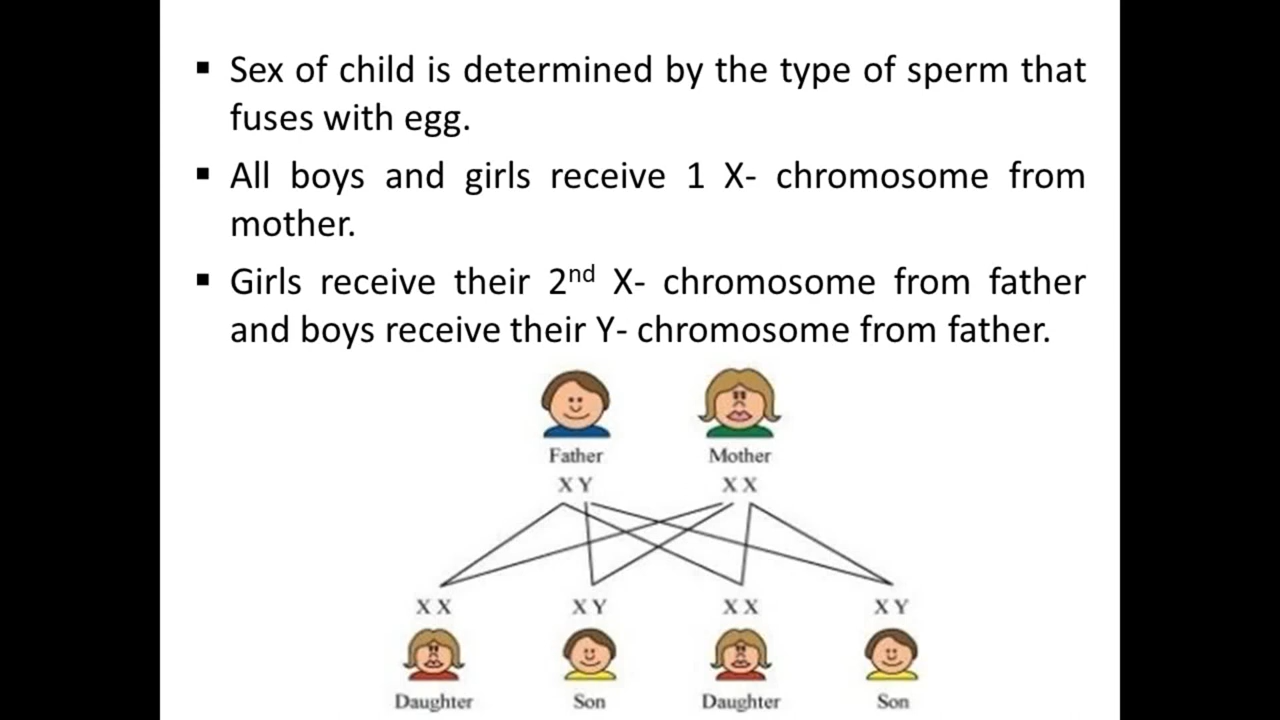 ▪ Sex of child is determined by the type of sperm that
fuses with egg.
▪ All boys and girls receive 1 X- chromosome from
mother.
▪ Girls receive their 2nd X- chromosome from father
and boys receive their Y- chromosome from father.
Father Mother
X Y X X
X X X Y X X X Y
Daughter Son Daughter Son